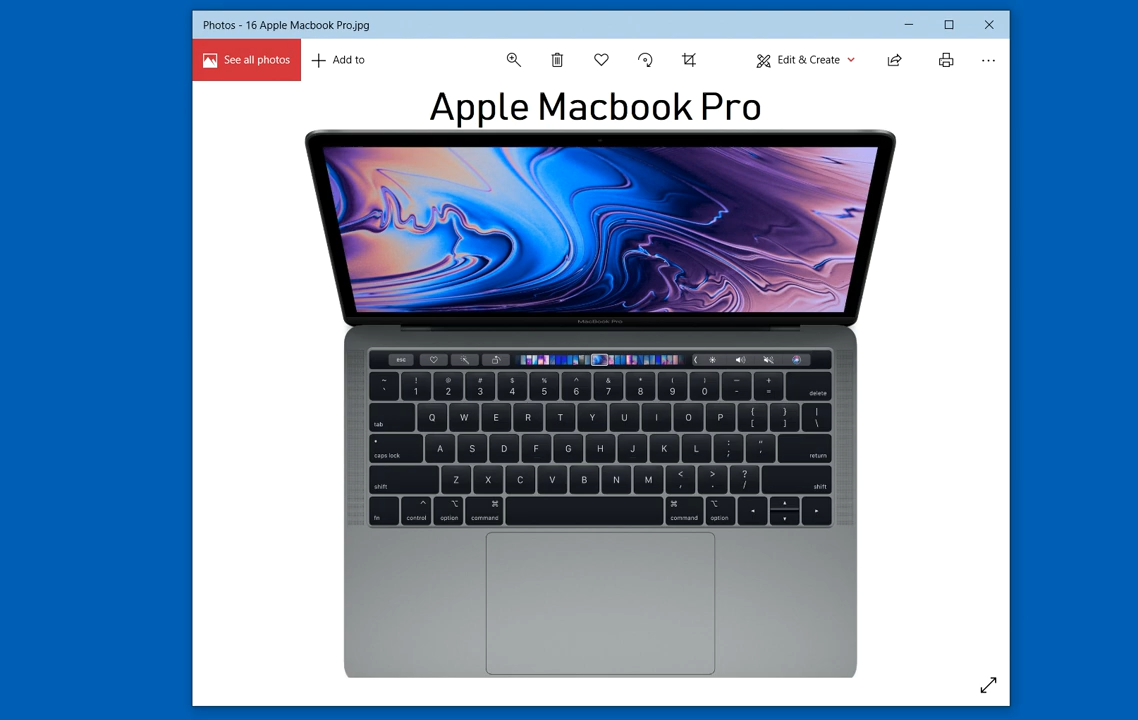 Photos - 16 Apple Macbook Pro.jpg
See all photos
Add to
Edit & Create
Apple Macbook Pro
MacBook Pro
esc
~ ! @ # $ % ^ & * ( ) — +
` 1 2 3 4 5 6 7 8 9 0 - = delete
tab Q W E R T Y U I O P { [ } ] | \
caps lock A S D F G H J K L : ; " ' return
shift Z X C V B N M < , > . ? / shift
fn control option command command option